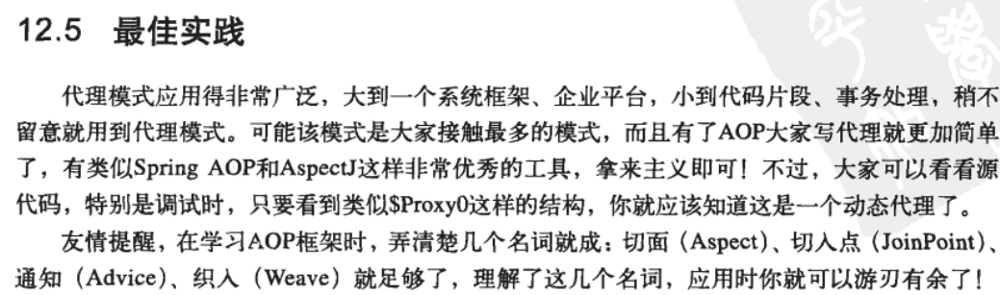 12.5 最佳实践
代理模式应用得非常广泛，大到一个系统框架、企业平台，小到代码片段、事务处理，稍不
留意就用到代理模式。可能该模式是大家接触最多的模式，而且有了AOP大家写代理就更加简单
了，有类似Spring AOP和AspectJ这样非常优秀的工具，拿来主义即可！不过，大家可以看看源
代码，特别是调试时，只要看到类似$Proxy0这样的结构，你就应该知道这是一个动态代理了。
友情提醒，在学习AOP框架时，弄清楚几个名词就成：切面（Aspect）、切入点（JoinPoint）、
通知（Advice）、织入（Weave）就足够了，理解了这几个名词，应用时你就可以游刃有余了！